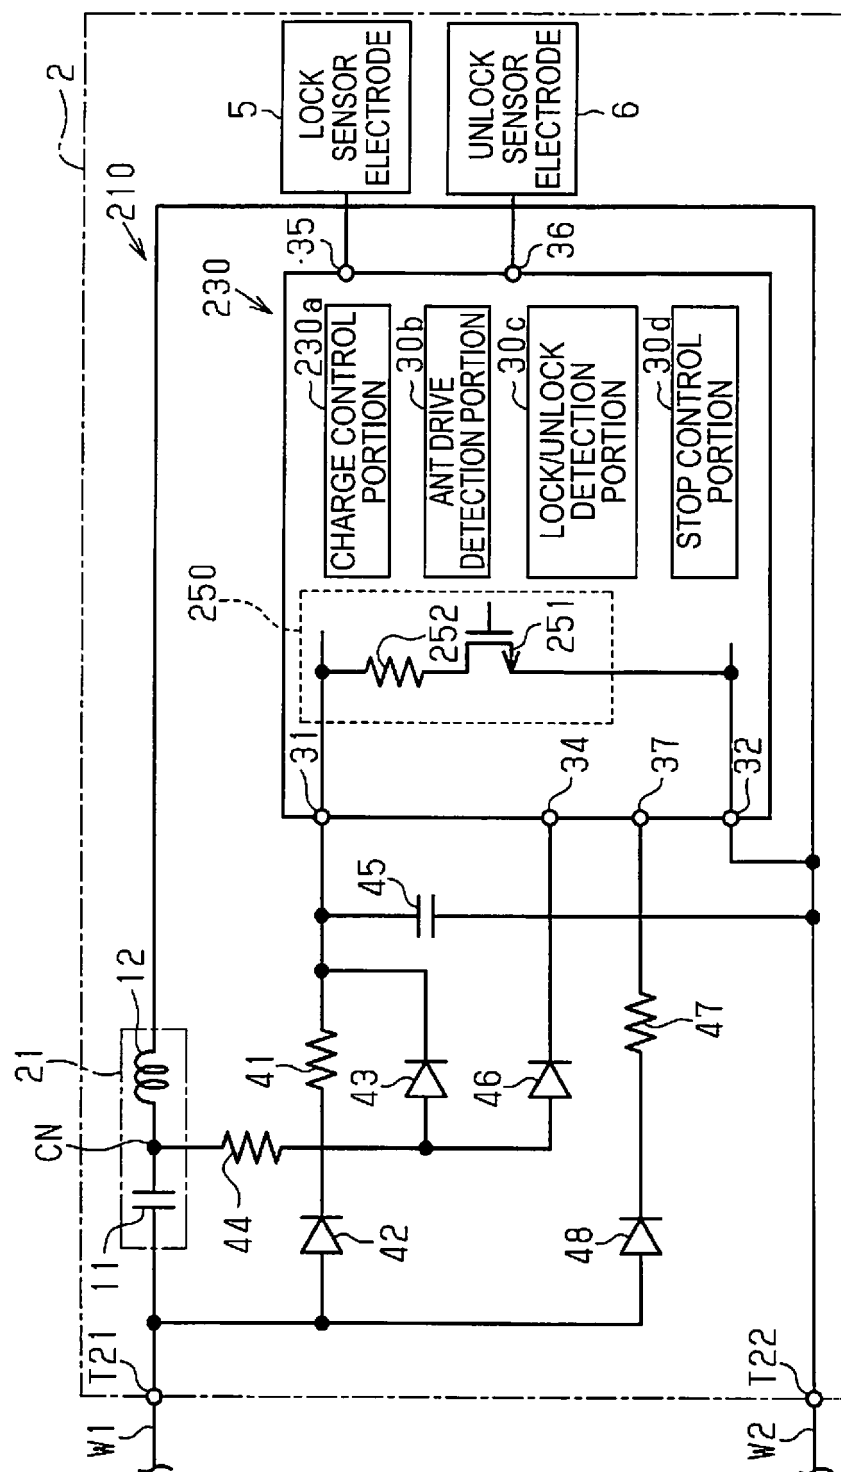 2
210
5
LOCK
SENSOR
ELECTRODE
UNLOCK
SENSOR
ELECTRODE
6
230
35
36
230a
CHARGE CONTROL
PORTION
30b
ANT DRIVE
DETECTION PORTION
30c
LOCK/UNLOCK
DETECTION
PORTION
30d
STOP CONTROL
PORTION
250
252
251
31
34
37
32
45
21
12
CN
11
41
43
46
47
44
42
48
T21
W1
T22
W2